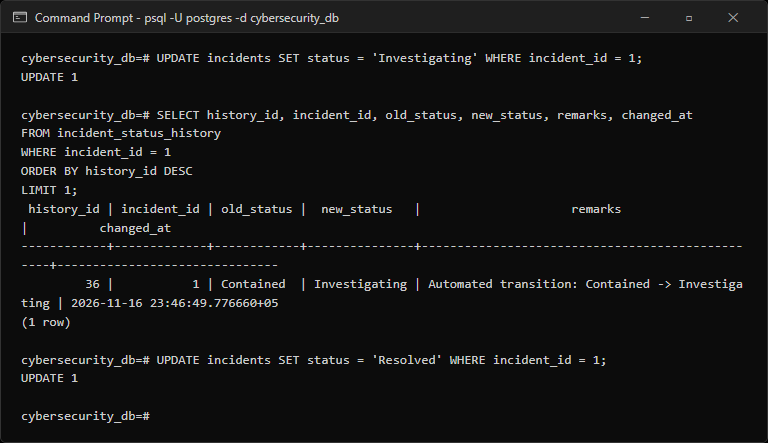 Command Prompt - psql -U postgres -d cybersecurity_db
cybersecurity_db=# UPDATE incidents SET status = 'Investigating' WHERE incident_id = 1;
UPDATE 1
cybersecurity_db=# SELECT history_id, incident_id, old_status, new_status, remarks, changed_at
FROM incident_status_history
WHERE incident_id = 1
ORDER BY history_id DESC
LIMIT 1;
 history_id | incident_id | old_status |  new_status   |                     remarks
|          changed_at
------------+-------------+------------+---------------+---------------------------------------------
----+-------------------------------
         36 |           1 | Contained  | Investigating | Automated transition: Contained -> Investiga
ting | 2026-11-16 23:46:49.776660+05
(1 row)
cybersecurity_db=# UPDATE incidents SET status = 'Resolved' WHERE incident_id = 1;
UPDATE 1
cybersecurity_db=#